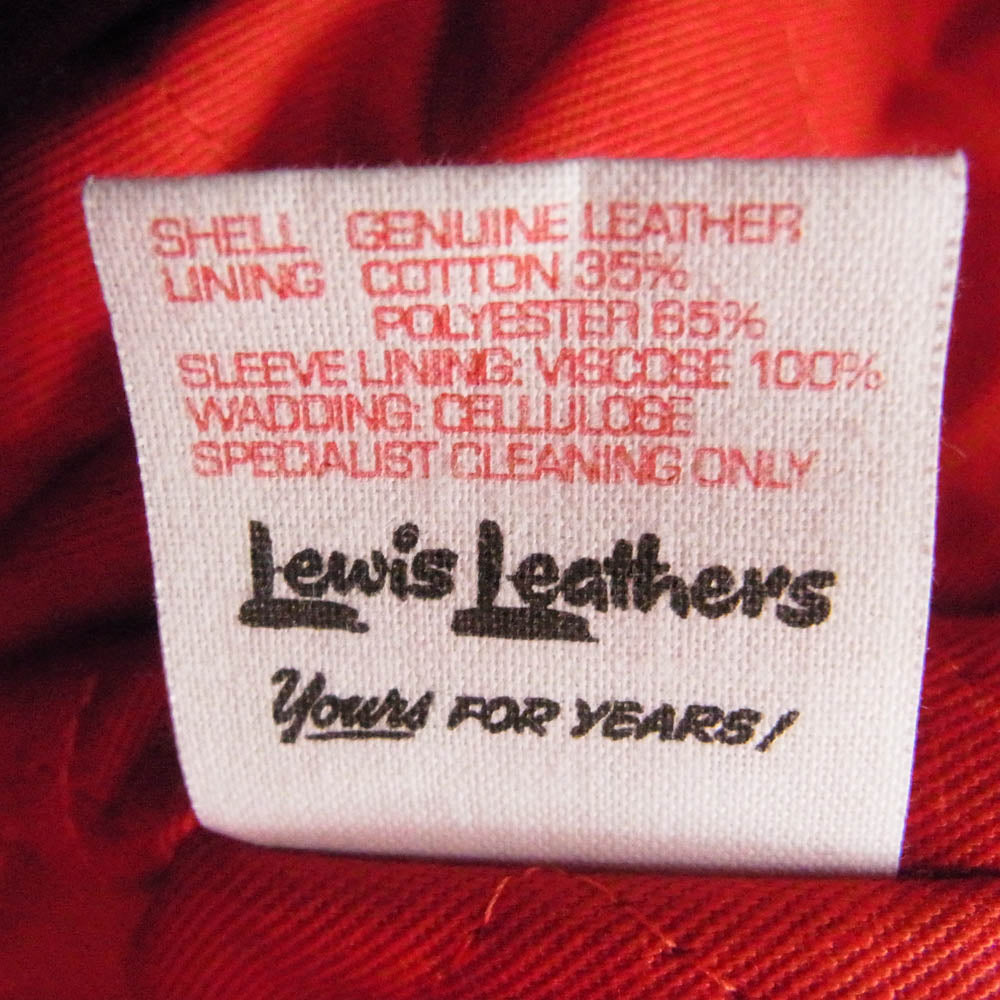 SHELL GENUINE LEATHER
LINING COTTON 35%
POLYESTER 65%
SLEEVE LINING: VISCOSE 100%
WADDING: CELLULOSE
SPECIALIST CLEANING ONLY
Lewis Leathers
Yours FOR YEARS!